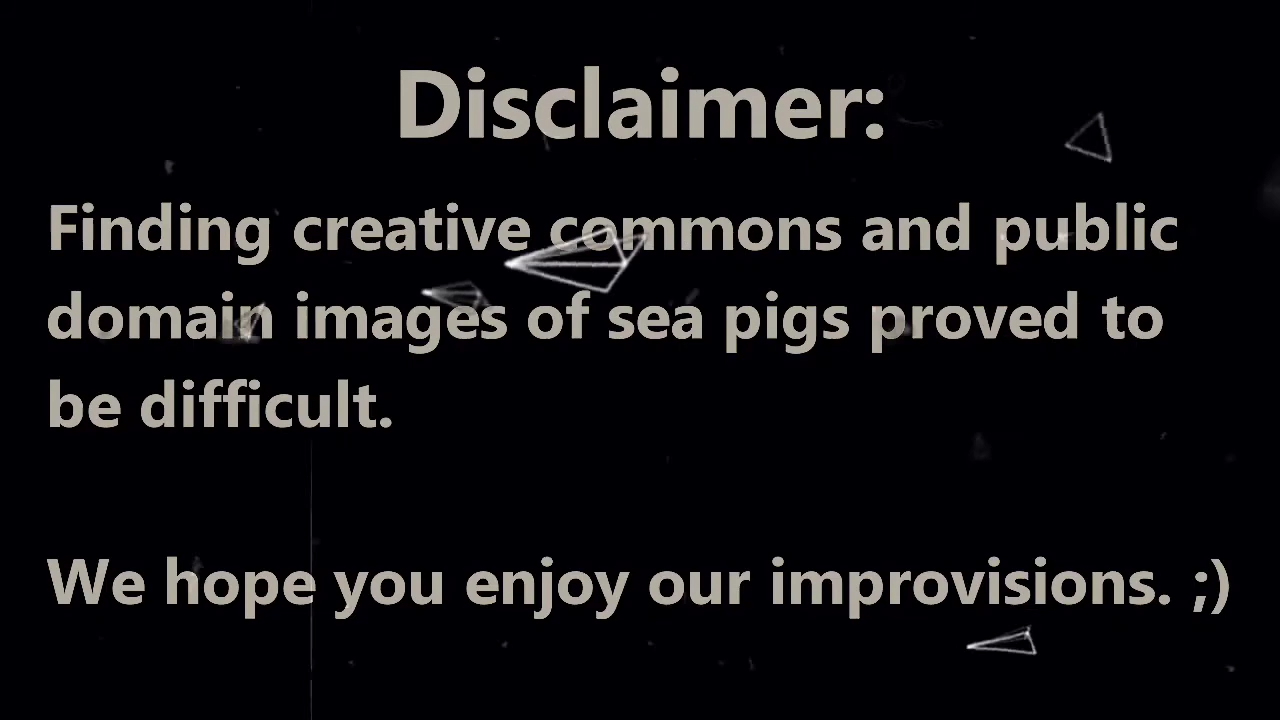 Disclaimer:
Finding creative commons and public
domain images of sea pigs proved to
be difficult.
We hope you enjoy our improvisions. ;)